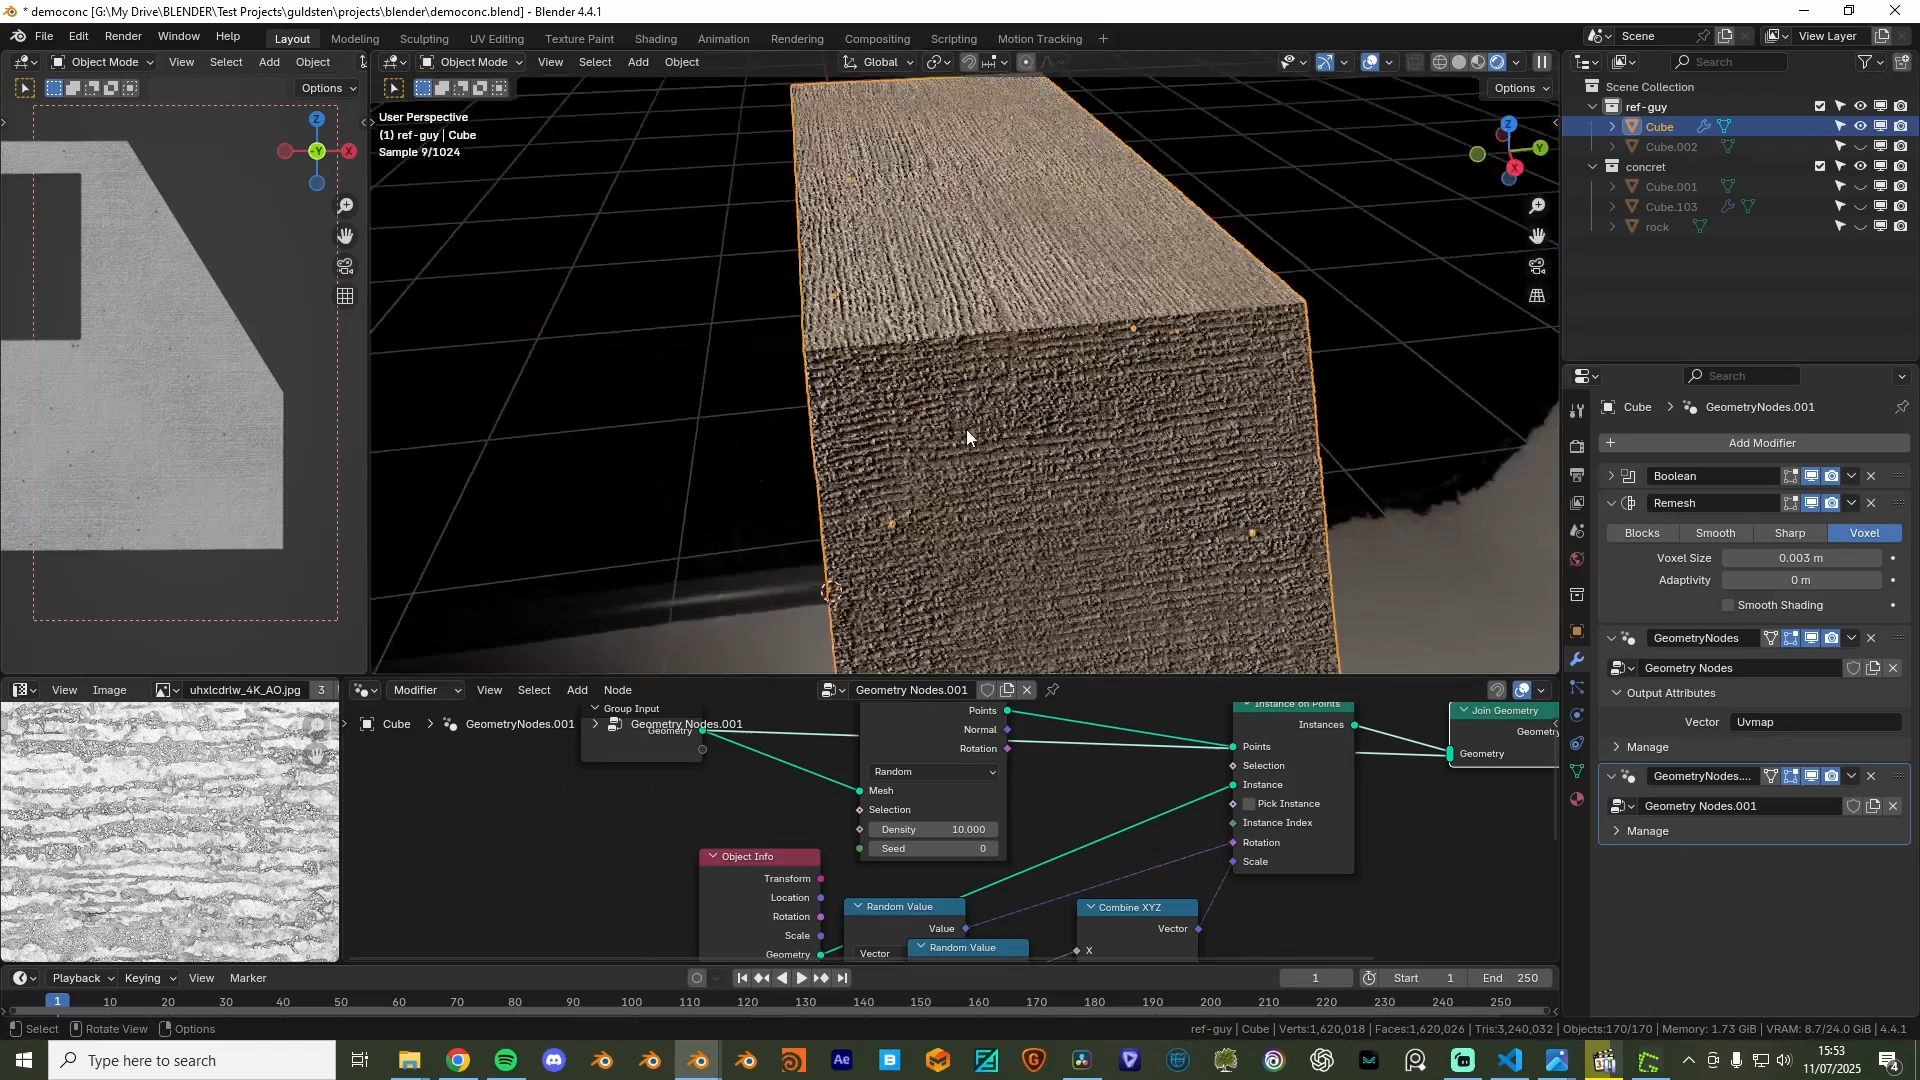 * democonc [G:\My Drive\BLENDER\Test Projects\guldsten\projects\blender\democonc.blend] - Blender 4.4.1
File Edit Render Window Help
Layout Modeling Sculpting UV Editing Texture Paint Shading Animation Rendering Compositing Scripting Motion Tracking +
Scene View Layer
Object Mode View Select Add Object
Object Mode View Select Add Object Global
Options
Options
Search
User Perspective
(1) ref-guy | Cube
Sample 9/1024
Z
X
-Y
Z
Y
X
Scene Collection
ref-guy
Cube
Cube.002
concret
Cube.001
Cube.103
rock
Search
Cube > GeometryNodes.001
+ Add Modifier
Boolean
Remesh
Blocks Smooth Sharp Voxel
Voxel Size 0.003 m
Adaptivity 0 m
Smooth Shading
GeometryNodes
Geometry Nodes
Output Attributes
Vector Uvmap
Manage
GeometryNodes....
Geometry Nodes.001
Manage
View Image uhxlcdrlw_4K_AO.jpg 3
Modifier View Select Add Node Geometry Nodes.001
Cube > GeometryNodes.001 > Geometry Nodes.001
Group Input
Geometry
Points
Normal
Rotation
Random
Mesh
Selection
Density 10.000
Seed 0
Instance on Points
Instances
Points
Selection
Instance
Pick Instance
Instance Index
Rotation
Scale
Join Geometry
Geometry
Geometry
Object Info
Transform
Location
Rotation
Scale
Geometry
Random Value
Value
Vector
Random Value
Combine XYZ
Vector
X
Playback Keying View Marker
1 Start 1 End 250
1 10 20 30 40 50 60 70 80 90 100 110 120 130 140 150 160 170 180 190 200 210 220 230 240 250
Select Rotate View Options
ref-guy | Cube | Verts:1,620,018 | Faces:1,620,026 | Tris:3,240,032 | Objects:170/170 | Memory: 1.73 GiB | VRAM: 8.7/24.0 GiB | 4.4.1
Type here to search
Ae
B
G
15:53
11/07/2025
4